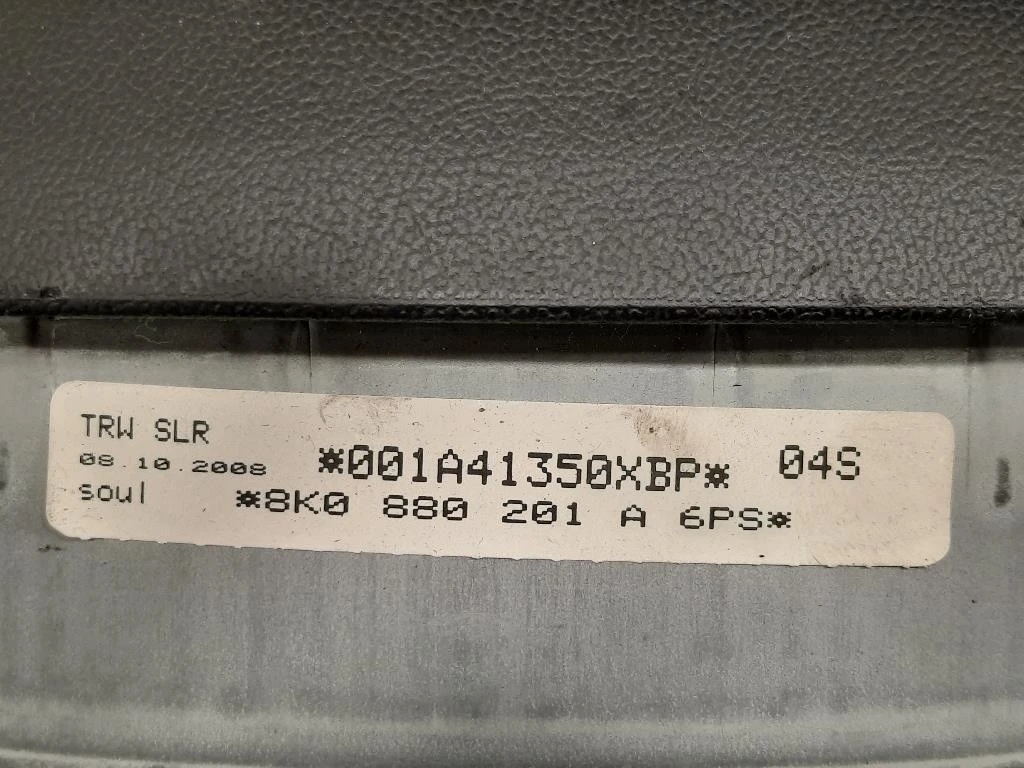 TRW SLR
*001A41350XBP* 04S
08.10.2008
soul *8K0 880 201 A 6PS*